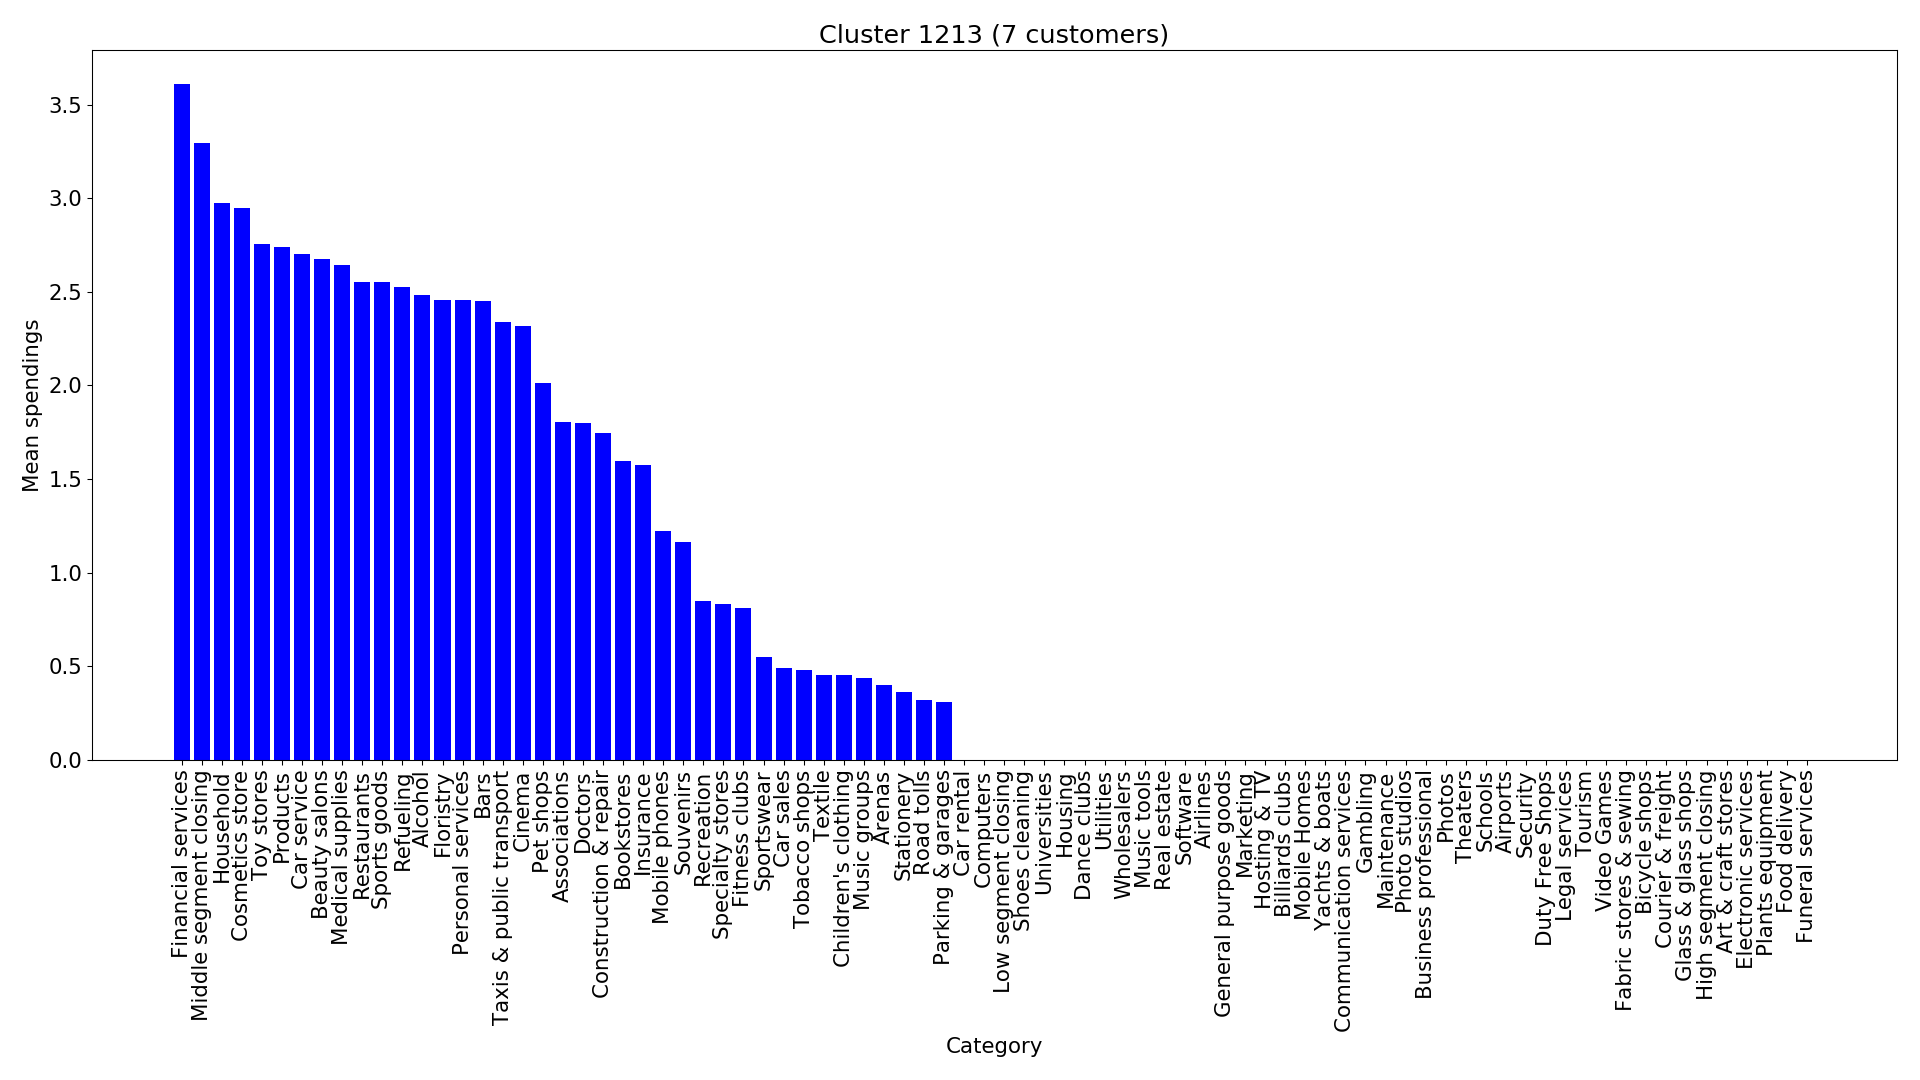 Cluster 1213 (7 customers)
Mean spendings
3.5
3.0
2.5
2.0
1.5
1.0
0.5
0.0
Financial services
Middle segment closing
Household
Cosmetics store
Toy stores
Products
Car service
Beauty salons
Medical supplies
Restaurants
Sports goods
Refueling
Alcohol
Floristry
Personal services
Bars
Taxis & public transport
Cinema
Pet shops
Associations
Doctors
Construction & repair
Bookstores
Insurance
Mobile phones
Souvenirs
Recreation
Specialty stores
Fitness clubs
Sportswear
Car sales
Tobacco shops
Textile
Children's clothing
Music groups
Arenas
Stationery
Road tolls
Parking & garages
Car rental
Computers
Low segment closing
Shoes cleaning
Universities
Housing
Dance clubs
Utilities
Wholesalers
Music tools
Real estate
Software
Airlines
General purpose goods
Marketing
Hosting & TV
Billiards clubs
Mobile Homes
Yachts & boats
Communication services
Gambling
Maintenance
Photo studios
Business professional
Photos
Theaters
Schools
Airports
Security
Duty Free Shops
Legal services
Tourism
Video Games
Fabric stores & sewing
Bicycle shops
Courier & freight
Glass & glass shops
High segment closing
Art & craft stores
Electronic services
Plants equipment
Food delivery
Funeral services
Category